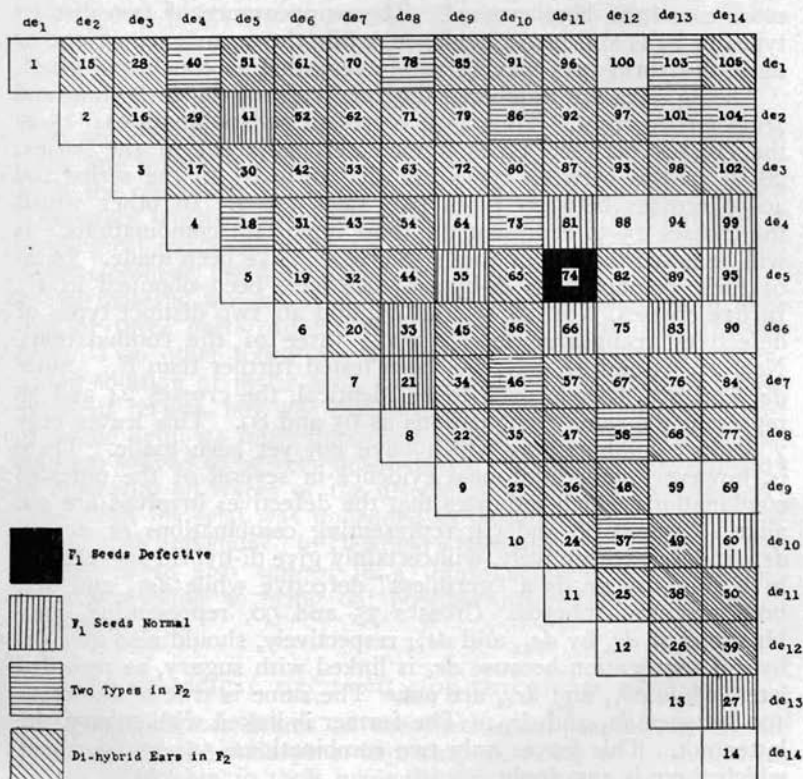 de₁ de₂ de₃ de₄ de₅ de₆ de₇ de₈ de₉ de₁₀ de₁₁ de₁₂ de₁₃ de₁₄
1 15 28 40 51 61 70 78 85 91 96 100 103 105 de₁
2 16 29 41 52 62 71 79 86 92 97 101 104 de₂
3 17 30 42 53 63 72 80 87 93 98 102 de₃
4 18 31 43 54 64 73 81 88 94 99 de₄
5 19 32 44 55 65 74 82 89 95 de₅
6 20 33 45 56 66 75 83 90 de₆
7 21 34 46 57 67 76 84 de₇
8 22 35 47 58 68 77 de₈
9 23 36 48 59 69 de₉
10 24 37 49 60 de₁₀
11 25 38 50 de₁₁
12 26 39 de₁₂
13 27 de₁₃
14 de₁₄
F₁ Seeds Defective
F₁ Seeds Normal
Two Types in F₂
Di-hybrid Ears in F₂